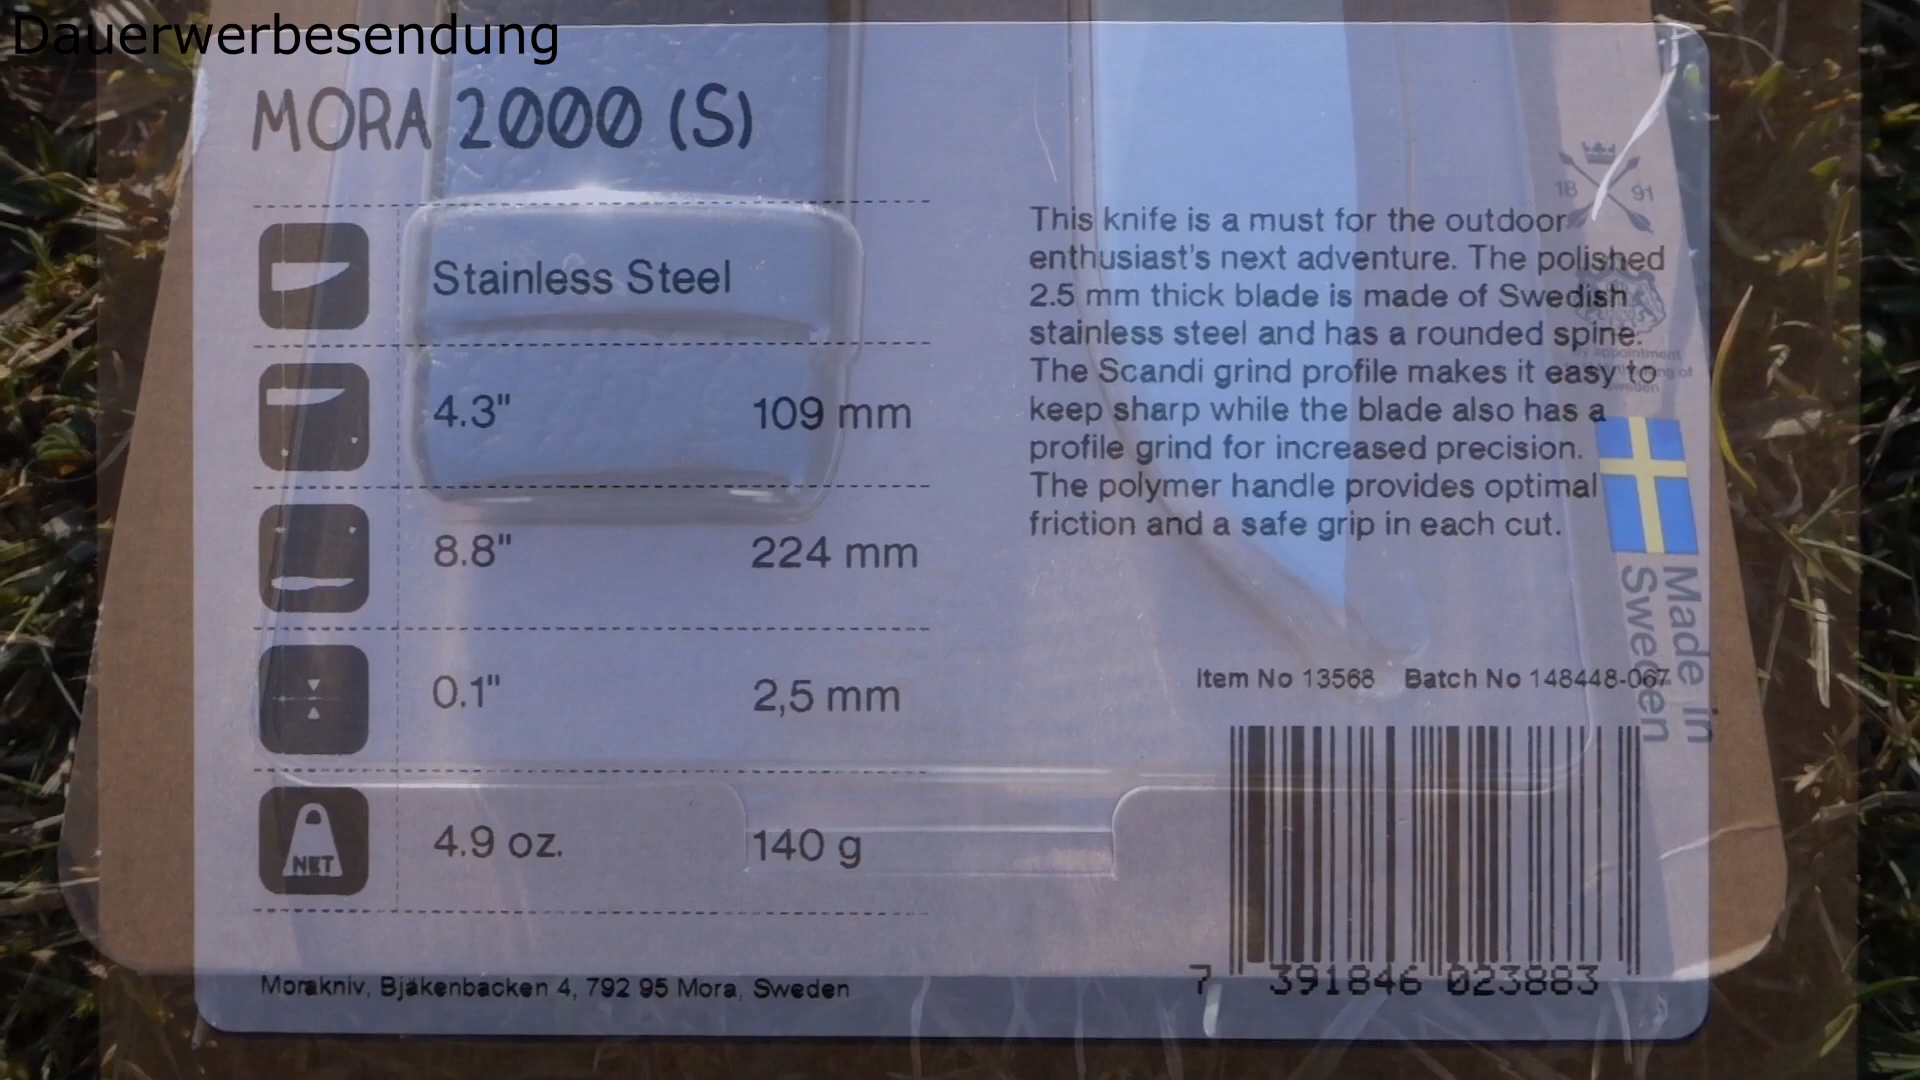 Dauerwerbesendung
MORA 2000 (S)
Stainless Steel
4.3" 109 mm
8.8" 224 mm
0.1" 2,5 mm
NET 4.9 oz. 140 g
Morakniv, Bjäkenbacken 4, 792 95 Mora, Sweden
This knife is a must for the outdoor
enthusiast's next adventure. The polished
2.5 mm thick blade is made of Swedish
stainless steel and has a rounded spine.
The Scandi grind profile makes it easy to
keep sharp while the blade also has a
profile grind for increased precision.
The polymer handle provides optimal
friction and a safe grip in each cut.
18 91
by appointment
of
Sweden
Made in
Sweden
Item No 13568 Batch No 148448-067
7 391846 023883